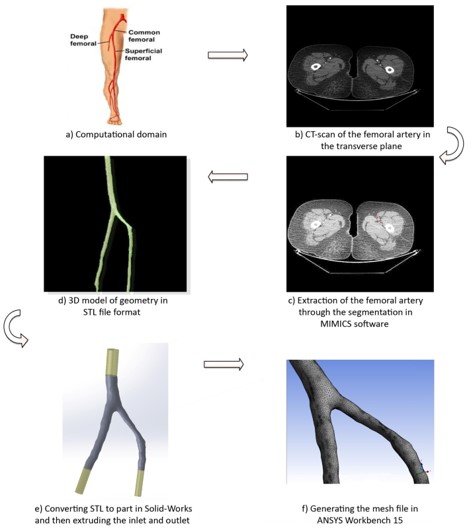 Deep
femoral
Common
femoral
Superficial
femoral
a) Computational domain
b) CT-scan of the femoral artery in
the transverse plane
d) 3D model of geometry in
STL file format
c) Extraction of the femoral artery
through the segmentation in
MIMICS software
e) Converting STL to part in Solid-Works
and then extruding the inlet and outlet
f) Generating the mesh file in
ANSYS Workbench 15